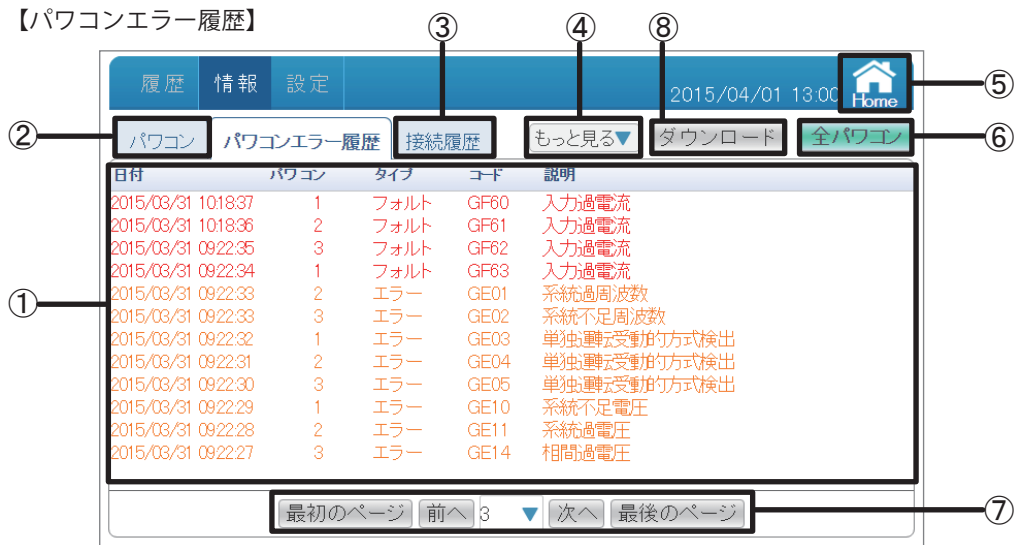 【パワコンエラー履歴】
③ ④ ⑧
履歴 情報 設定 2015/04/01 13:00 Home ⑤
② パワコン パワコンエラー履歴 接続履歴 もっと見る▼ ダウンロード 全パワコン ⑥
日付 パワコン タイプ コード 説明
2015/03/31 10:18:37 1 フォルト GF60 入力過電流
2015/03/31 10:18:36 2 フォルト GF61 入力過電流
2015/03/31 09:22:35 3 フォルト GF62 入力過電流
2015/03/31 09:22:34 1 フォルト GF63 入力過電流
① 2015/03/31 09:22:33 2 エラー GE01 系統過周波数
2015/03/31 09:22:33 3 エラー GE02 系統不足周波数
2015/03/31 09:22:32 1 エラー GE03 単独運転受動的方式検出
2015/03/31 09:22:31 2 エラー GE04 単独運転受動的方式検出
2015/03/31 09:22:30 3 エラー GE05 単独運転受動的方式検出
2015/03/31 09:22:29 1 エラー GE10 系統不足電圧
2015/03/31 09:22:28 2 エラー GE11 系統過電圧
2015/03/31 09:22:27 3 エラー GE14 相間過電圧
最初のページ 前へ 3 ▼ 次へ 最後のページ ⑦